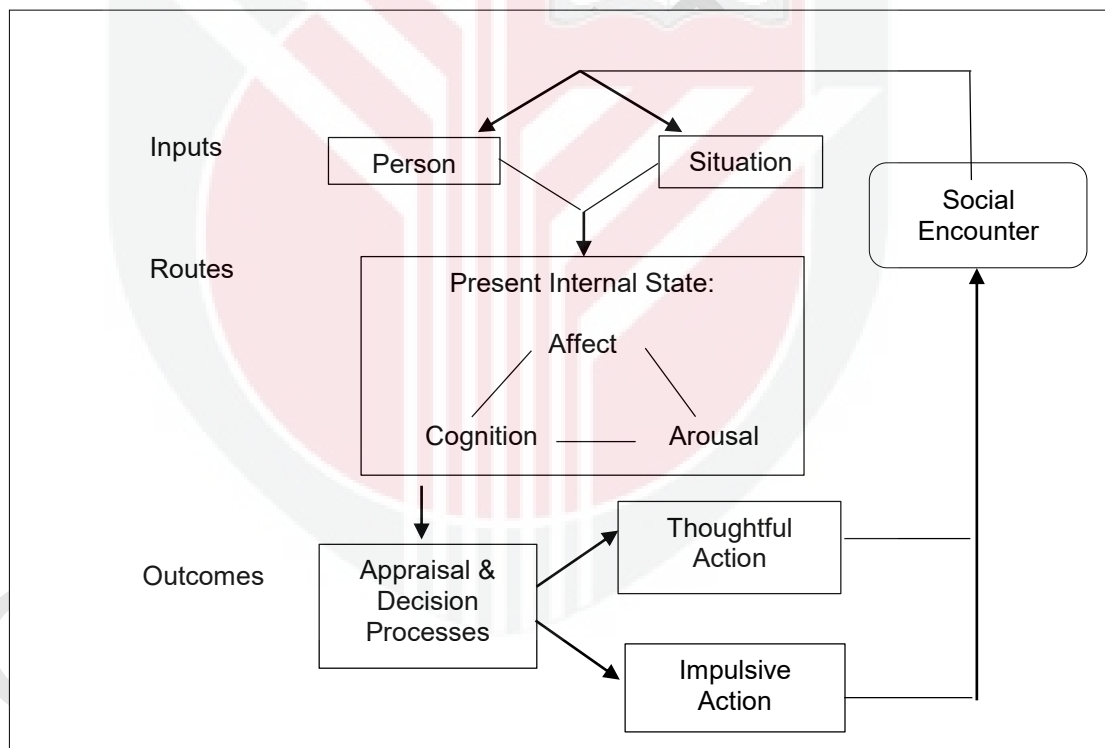 Inputs
Person
Situation
Social
Encounter
Routes
Present Internal State:
Affect
Cognition
Arousal
Outcomes
Appraisal &
Decision
Processes
Thoughtful
Action
Impulsive
Action